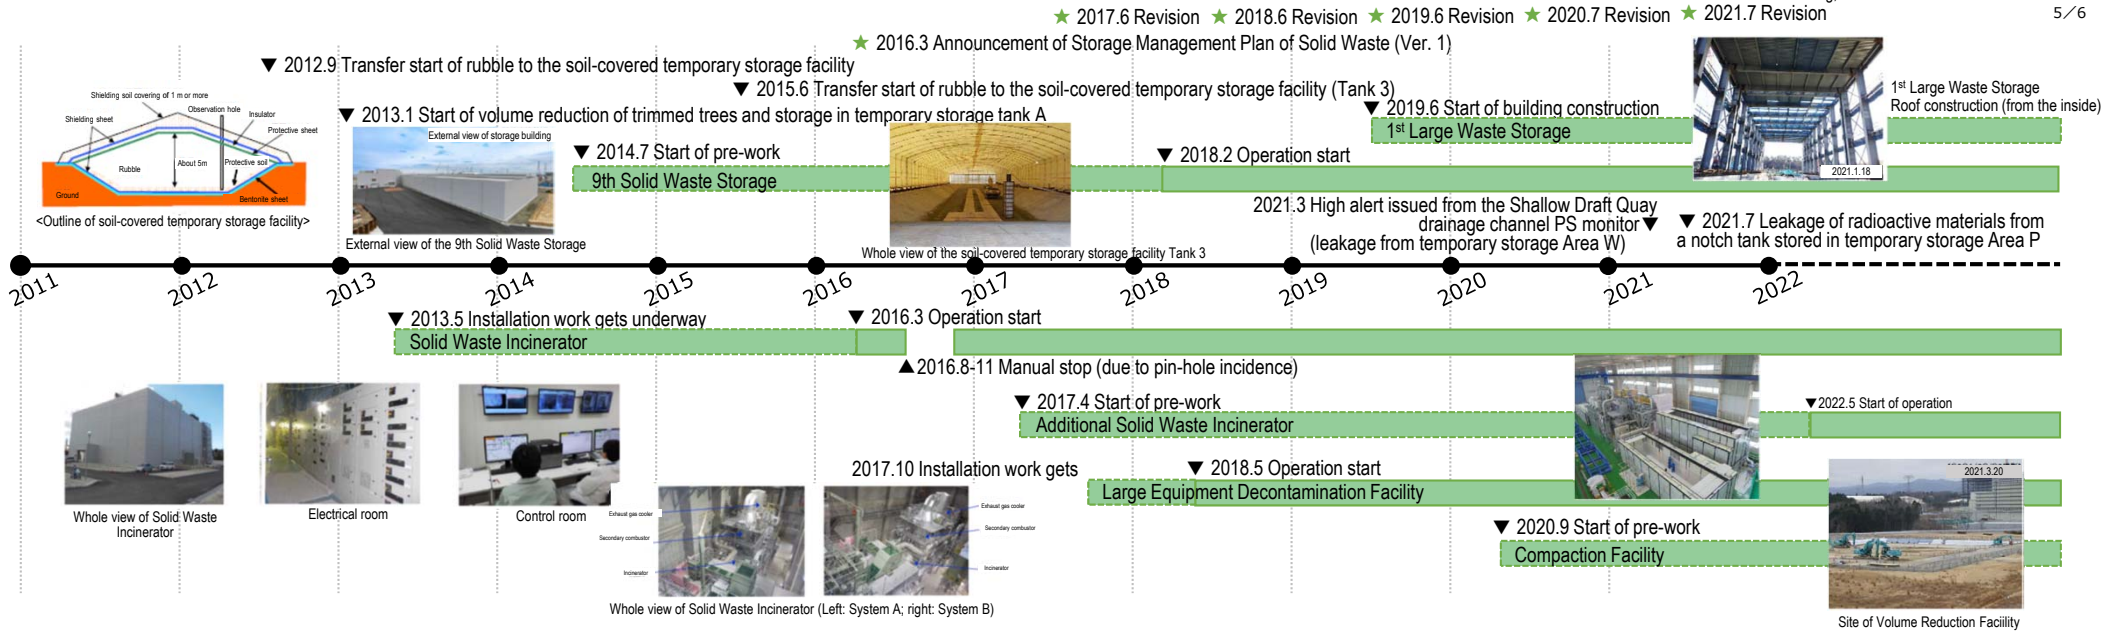 ★ 2017.6 Revision ★ 2018.6 Revision ★ 2019.6 Revision ★ 2020.7 Revision ★ 2021.7 Revision
5／6
★ 2016.3 Announcement of Storage Management Plan of Solid Waste (Ver. 1)
▼ 2012.9 Transfer start of rubble to the soil-covered temporary storage facility
▼ 2015.6 Transfer start of rubble to the soil-covered temporary storage facility (Tank 3)
▼ 2013.1 Start of volume reduction of trimmed trees and storage in temporary storage tank A
▼ 2019.6 Start of building construction
1st Large Waste Storage
1st Large Waste Storage
Roof construction (from the inside)
2021.1.18
Shielding soil covering of 1 m or more
Observation hole
Shielding sheet
Insulator
Protective sheet
About 5m
Protective soil
Rubble
Ground
Bentonite sheet
<Outline of soil-covered temporary storage facility>
External view of storage building
External view of the 9th Solid Waste Storage
▼ 2014.7 Start of pre-work
9th Solid Waste Storage
▼ 2018.2 Operation start
Whole view of the soil-covered temporary storage facility Tank 3
2021.3 High alert issued from the Shallow Draft Quay
drainage channel PS monitor ▼
(leakage from temporary storage Area W)
▼ 2021.7 Leakage of radioactive materials from
a notch tank stored in temporary storage Area P
2011
2012
2013
2014
2015
2016
2017
2018
2019
2020
2021
2022
▼ 2013.5 Installation work gets underway
Solid Waste Incinerator
▼ 2016.3 Operation start
▲ 2016.8-11 Manual stop (due to pin-hole incidence)
▼ 2017.4 Start of pre-work
Additional Solid Waste Incinerator
▼2022.5 Start of operation
2017.10 Installation work gets
▼ 2018.5 Operation start
Large Equipment Decontamination Facility
▼ 2020.9 Start of pre-work
Compaction Facility
2021.3.20
Site of Volume Reduction Faciility
Whole view of Solid Waste
Incinerator
Electrical room
Control room
Exhaust gas cooler
Secondary combustor
Incinerator
Exhaust gas cooler
Secondary combustor
Incinerator
Whole view of Solid Waste Incinerator (Left: System A; right: System B)